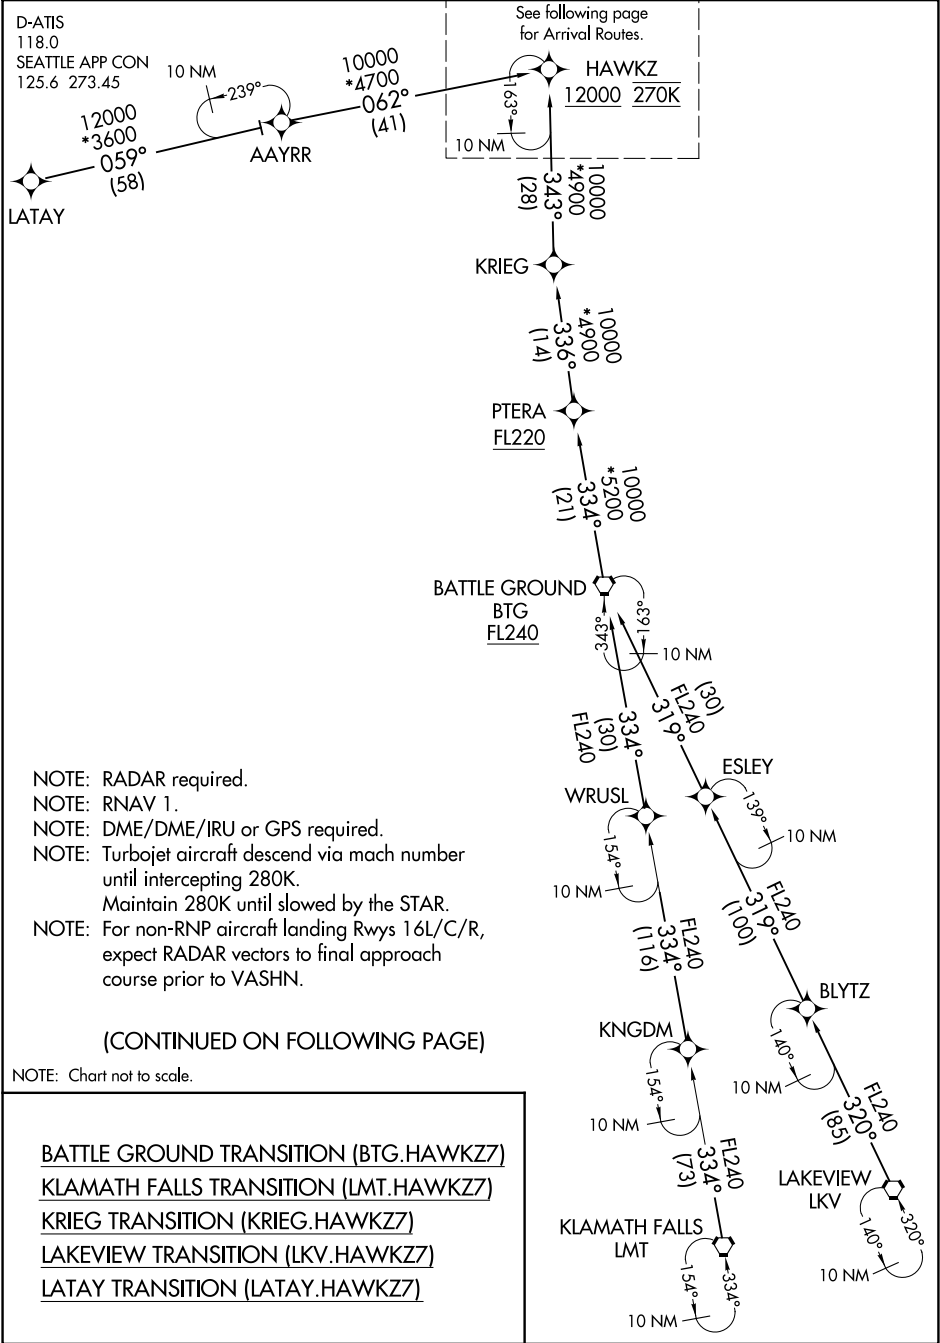 D-ATIS
118.0
SEATTLE APP CON
125.6 273.45
See following page
for Arrival Routes.
HAWKZ
12000 270K
163°
10 NM
10 NM
239°
10000
*4700
062°
(41)
12000
*3600
059°
(58)
AAYRR
LATAY
10000
*4900
343°
(28)
KRIEG
10000
*4900
336°
(14)
PTERA
FL220
10000
*5200
334°
(21)
BATTLE GROUND
BTG
FL240
343°
163°
10 NM
(30)
FL240
319°
334°
(30)
FL240
ESLEY
139°
10 NM
WRUSL
154°
10 NM
FL240
319°
(100)
FL240
334°
(116)
BLYTZ
140°
10 NM
KNGDM
154°
10 NM
FL240
320°
(85)
FL240
334°
(73)
LAKEVIEW
LKV
140°
320°
10 NM
KLAMATH FALLS
LMT
154°
334°
10 NM
NOTE: RADAR required.
NOTE: RNAV 1.
NOTE: DME/DME/IRU or GPS required.
NOTE: Turbojet aircraft descend via mach number
until intercepting 280K.
Maintain 280K until slowed by the STAR.
NOTE: For non-RNP aircraft landing Rwys 16L/C/R,
expect RADAR vectors to final approach
course prior to VASHN.
(CONTINUED ON FOLLOWING PAGE)
NOTE: Chart not to scale.
BATTLE GROUND TRANSITION (BTG.HAWKZ7)
KLAMATH FALLS TRANSITION (LMT.HAWKZ7)
KRIEG TRANSITION (KRIEG.HAWKZ7)
LAKEVIEW TRANSITION (LKV.HAWKZ7)
LATAY TRANSITION (LATAY.HAWKZ7)